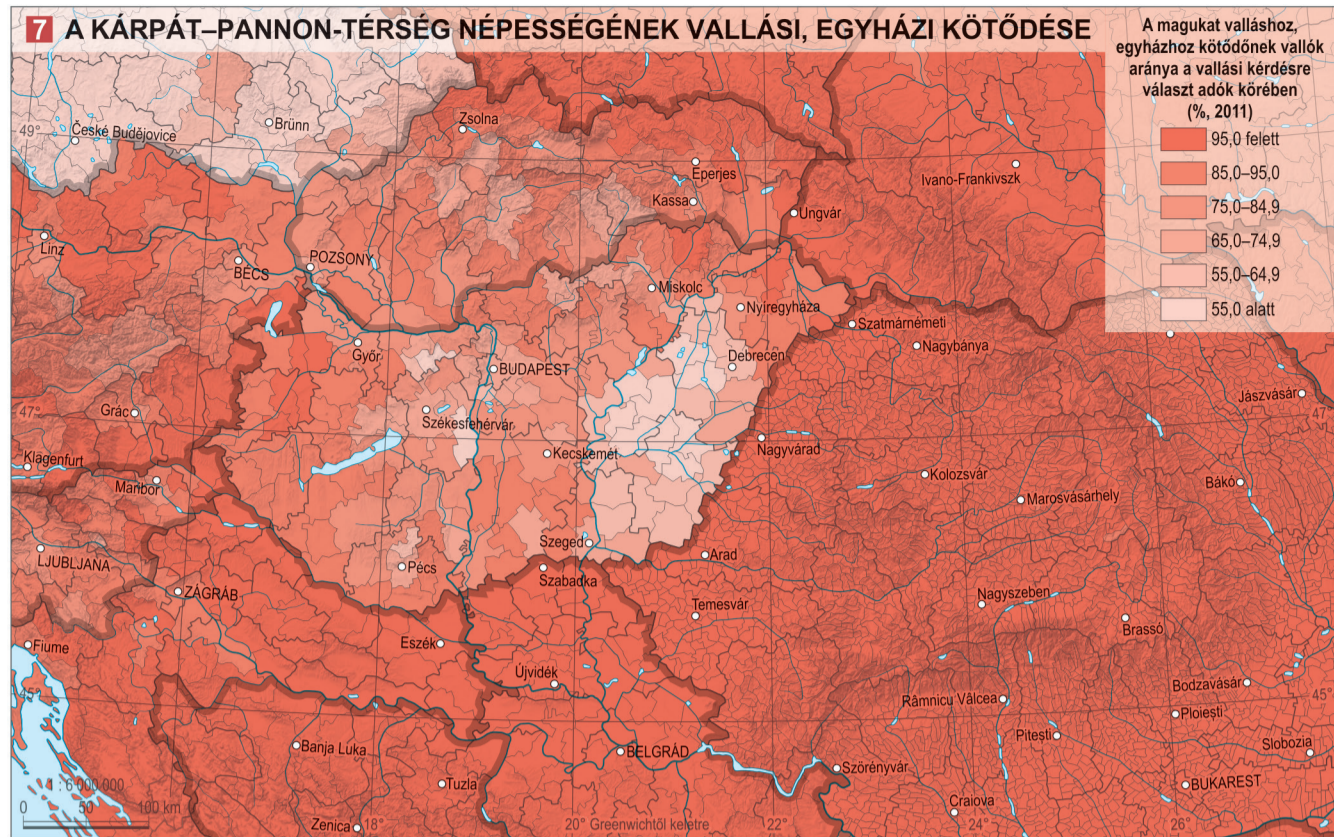 7 A KÁRPÁT–PANNON-TÉRSÉG NÉPESSÉGÉNEK VALLÁSI, EGYHÁZI KÖTŐDÉSE
A magukat valláshoz,
egyházhoz kötődőnek vallók
aránya a vallási kérdésre
választ adók körében
(%, 2011)
95,0 felett
85,0–95,0
75,0–84,9
65,0–74,9
55,0–64,9
55,0 alatt
Brünn
Zsolna
49°
České Budějovice
Eperjes
Ivano-Frankivszk
Kassa
Ungvár
Linz
BÉCS
POZSONY
Miskolc
Nyíregyháza
Szatmárnémeti
Győr
Nagybánya
Debrecen
BUDAPEST
Jászvásár
47°
Grác
Székesfehérvár
47°
Nagyvárad
Klagenfurt
Kecskemét
Kolozsvár
Maribor
Bákó
Marosvásárhely
Szeged
LJUBLJANA
Pécs
Arad
Szabadka
ZÁGRÁB
Temesvár
Nagyszeben
Brassó
Fiume
Eszék
Újvidék
Bodzavásár
45°
Râmnicu Vâlcea
45°
Ploiești
Pitești
Banja Luka
BELGRÁD
Slobozia
Szörényvár
1 : 6 000 000
Tuzla
BUKAREST
0 50 100 km
Craiova
Zenica
18°
20° Greenwichtől keletre
22°
24°
26°